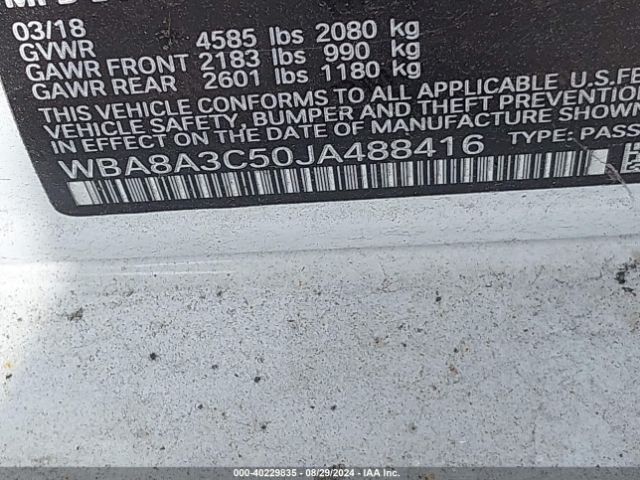 03/18
GVWR 4585 lbs 2080 kg
GAWR FRONT 2183 lbs 990 kg
GAWR REAR 2601 lbs 1180 kg
THIS VEHICLE CONFORMS TO ALL APPLICABLE U.S.FE
VEHICLE SAFETY, BUMPER, AND THEFT PREVENTION
IN EFFECT ON THE DATE OF MANUFACTURE SHOWN
WBA8A3C50JA488416 TYPE: PASS
000-40229835 - 08/29/2024 - IAA Inc.